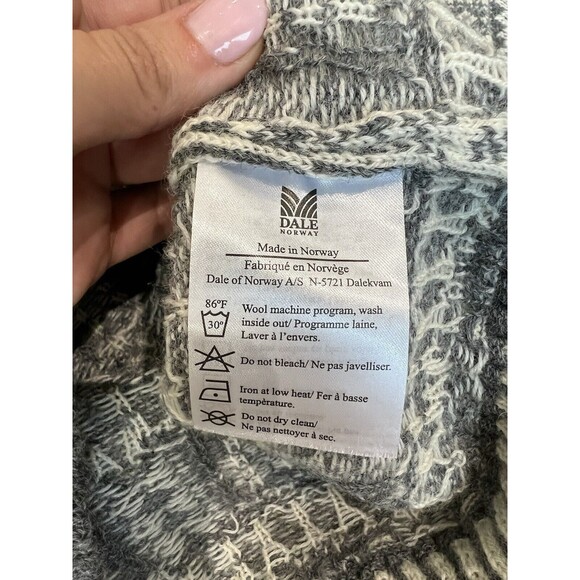 DALE
NORWAY
Made in Norway
Fabriqué en Norvège
Dale of Norway A/S N-5721 Dalekvam
86°F
30°
Wool machine program, wash
inside out/ Programme laine,
Laver à l'envers.
Do not bleach/ Ne pas javelliser.
Iron at low heat/ Fer à basse
tempèrature.
Do not dry clean/
Ne pas nettoyer à sec.